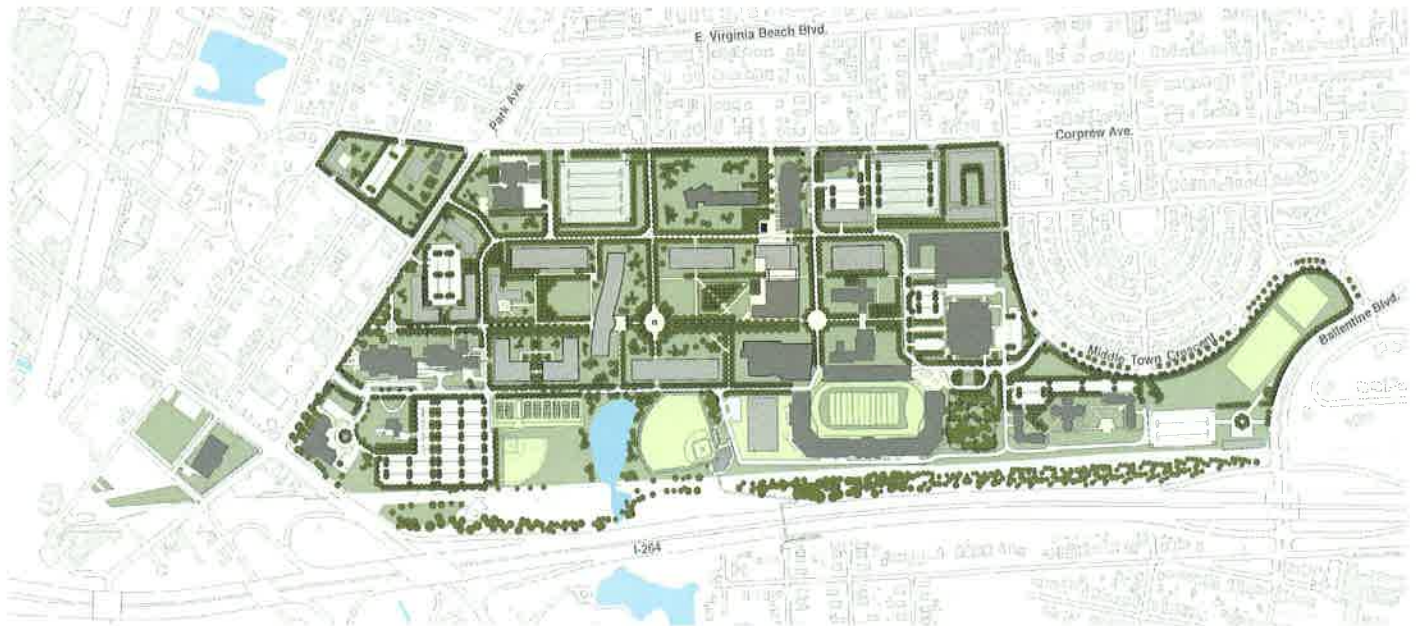 E. Virginia Beach Blvd.
Park Ave.
Corprew Ave.
Middle Town Crescent
Ballentine Blvd.
I-264